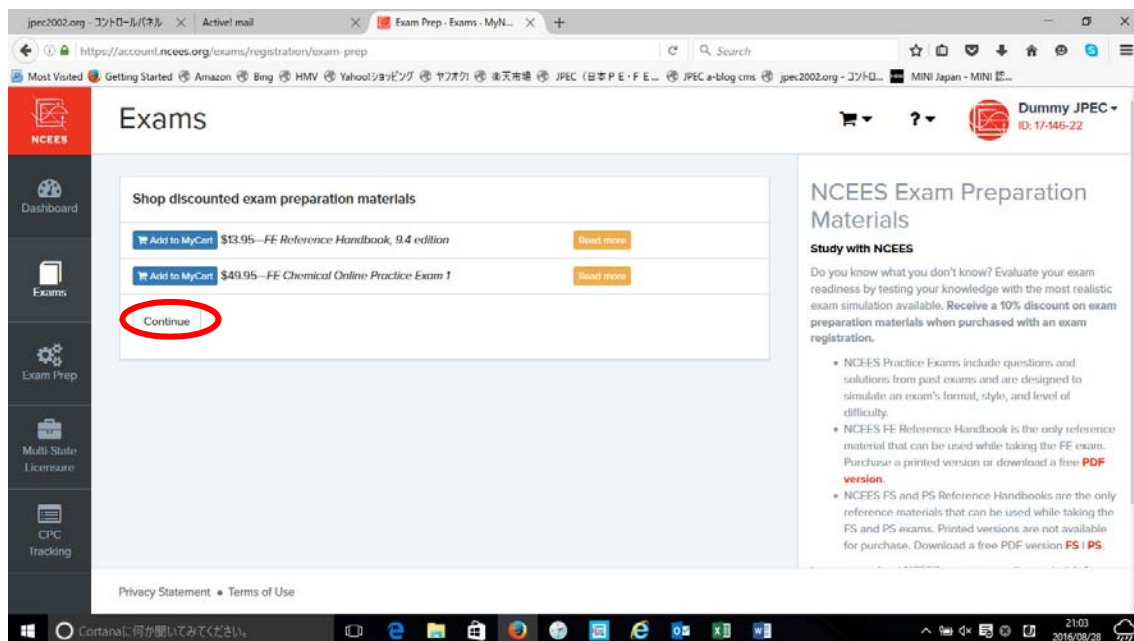 jpec2002.org - コントロールパネル
Active! mail
Exam Prep - Exams - MyN...
https://account.ncees.org/exams/registration/exam-prep
Search
Most Visited
Getting Started
Amazon
Bing
HMV
Yahoo!ショッピング
ヤフオク!
楽天市場
JPEC (日本PE・FE...
JPEC a-blog cms
jpec2002.org - コントロ...
MINI Japan - MINI 認...
NCEES
Exams
?
Dummy JPEC
ID: 17-146-22
Dashboard
Exams
Exam Prep
Multi-State
Licensure
CPC
Tracking
Shop discounted exam preparation materials
Add to MyCart $13.95—FE Reference Handbook, 9.4 edition Read more
Add to MyCart $49.95—FE Chemical Online Practice Exam 1 Read more
Continue
NCEES Exam Preparation
Materials
Study with NCEES
Do you know what you don't know? Evaluate your exam
readiness by testing your knowledge with the most realistic
exam simulation available. Receive a 10% discount on exam
preparation materials when purchased with an exam
registration.
• NCEES Practice Exams include questions and
solutions from past exams and are designed to
simulate an exam's format, style, and level of
difficulty.
• NCEES FE Reference Handbook is the only reference
material that can be used while taking the FE exam.
Purchase a printed version or download a free PDF
version.
• NCEES FS and PS Reference Handbooks are the only
reference materials that can be used while taking the
FS and PS exams. Printed versions are not available
for purchase. Download a free PDF version FS | PS.
Privacy Statement • Terms of Use
Cortanaに何か聞いてみてください。
21:03
2016/08/28